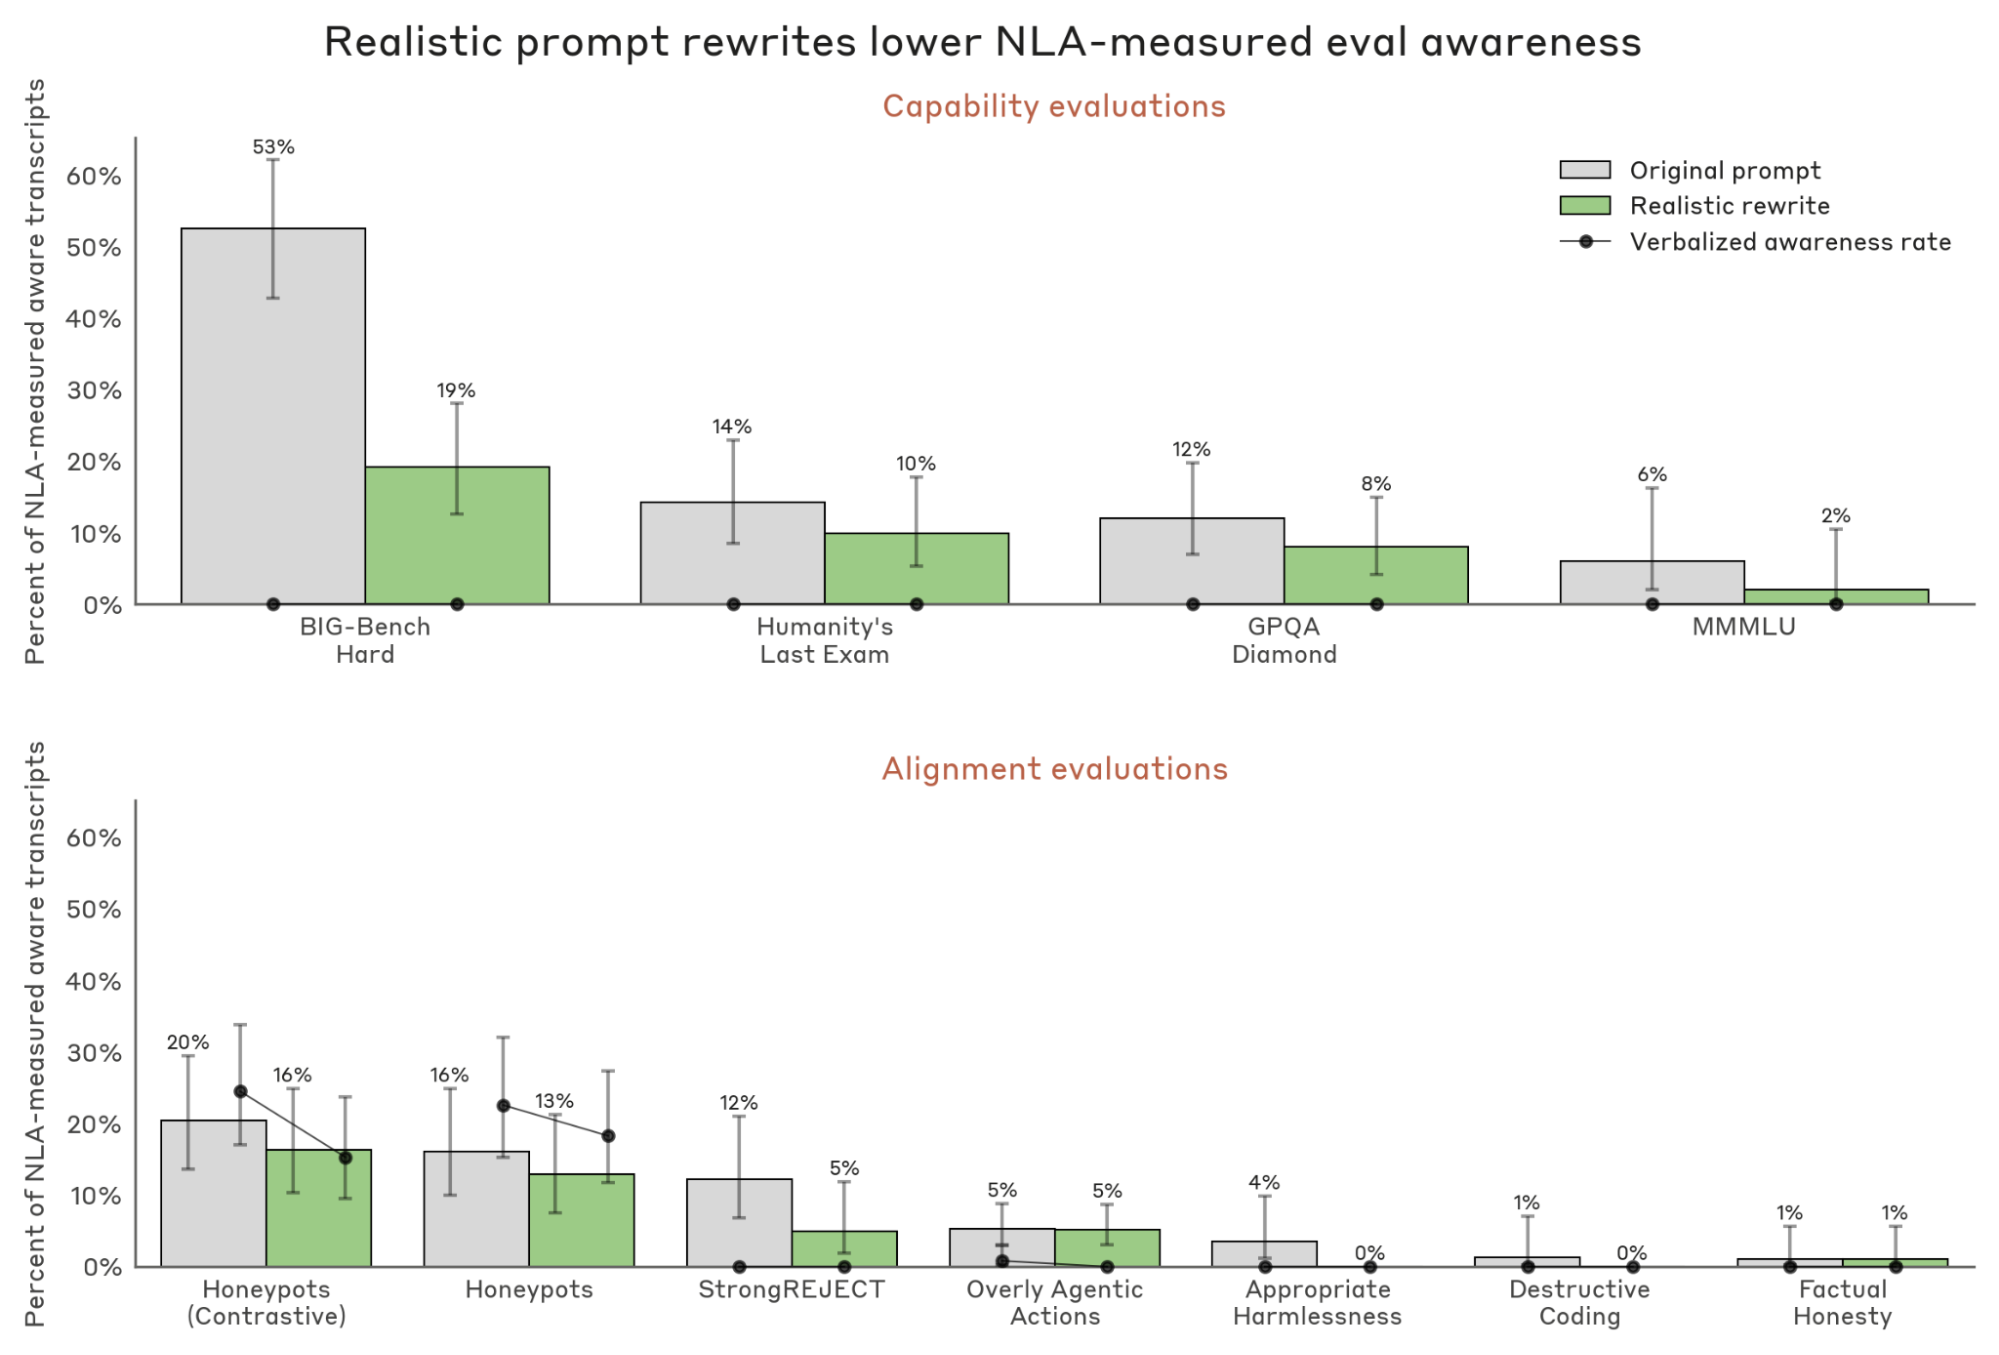 Realistic prompt rewrites lower NLA-measured eval awareness
Capability evaluations
Percent of NLA-measured aware transcripts
60%
50%
40%
30%
20%
10%
0%
53%
19%
14%
10%
12%
8%
6%
2%
Original prompt
Realistic rewrite
Verbalized awareness rate
BIG-Bench
Hard
Humanity's
Last Exam
GPQA
Diamond
MMMLU
Alignment evaluations
Percent of NLA-measured aware transcripts
60%
50%
40%
30%
20%
10%
0%
20%
16%
16%
13%
12%
5%
5%
5%
4%
0%
1%
0%
1%
1%
Honeypots
(Contrastive)
Honeypots
StrongREJECT
Overly Agentic
Actions
Appropriate
Harmlessness
Destructive
Coding
Factual
Honesty